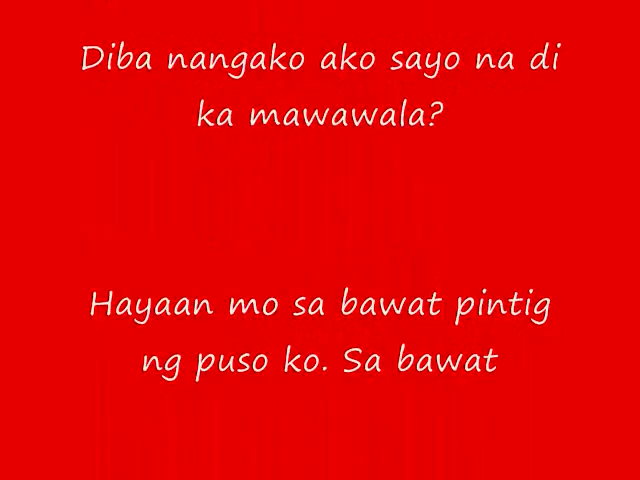 Diba nangako ako sayo na di
ka mawawala?
Hayaan mo sa bawat pintig
ng puso ko. Sa bawat